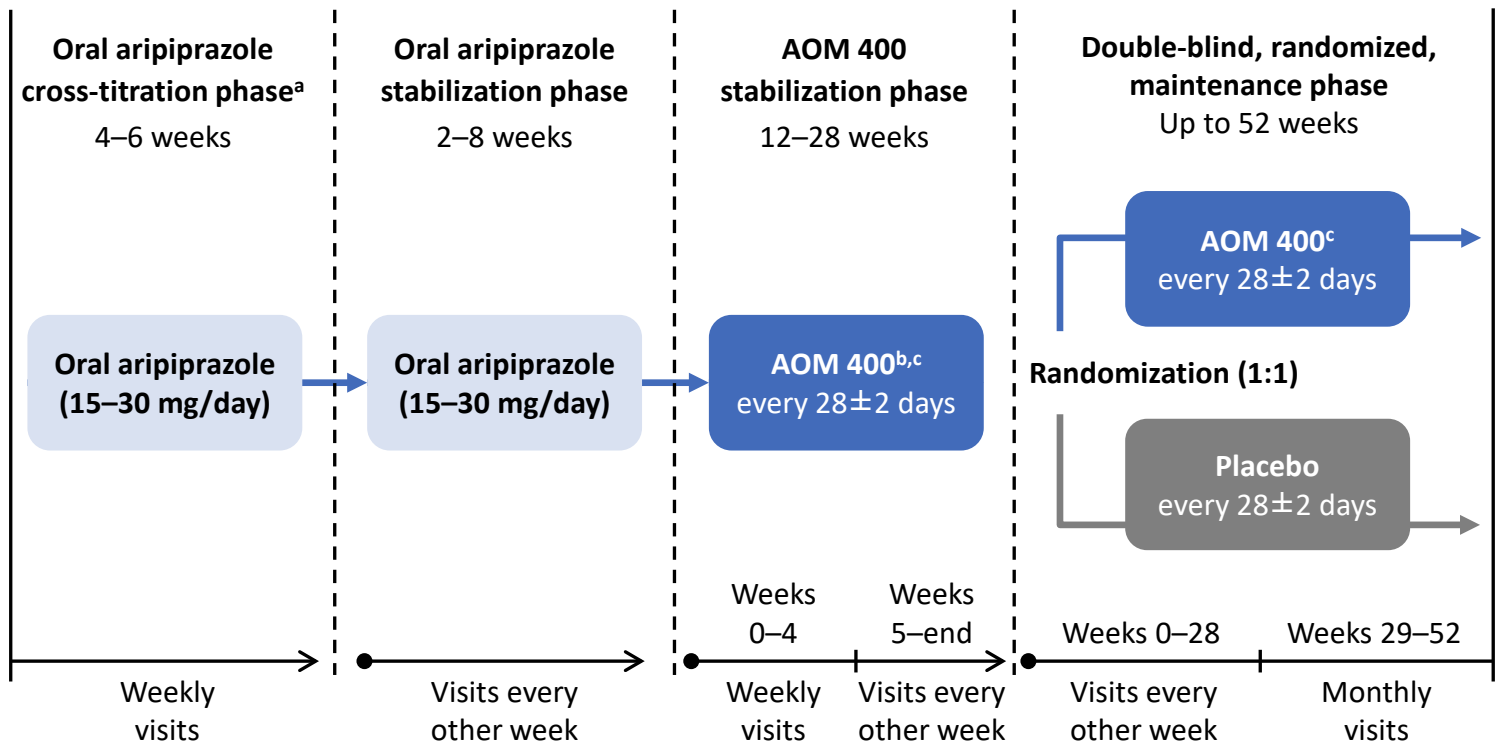 Oral aripiprazole
cross-titration phaseᵃ
4–6 weeks
Oral aripiprazole
stabilization phase
2–8 weeks
AOM 400
stabilization phase
12–28 weeks
Double-blind, randomized,
maintenance phase
Up to 52 weeks
Oral aripiprazole
(15–30 mg/day)
Oral aripiprazole
(15–30 mg/day)
AOM 400ᵇ,ᶜ
every 28±2 days
AOM 400ᶜ
every 28±2 days
Randomization (1:1)
Placebo
every 28±2 days
Weekly
visits
Visits every
other week
Weeks
0–4
Weekly
visits
Weeks
5–end
Visits every
other week
Weeks 0–28
Visits every
other week
Weeks 29–52
Monthly
visits